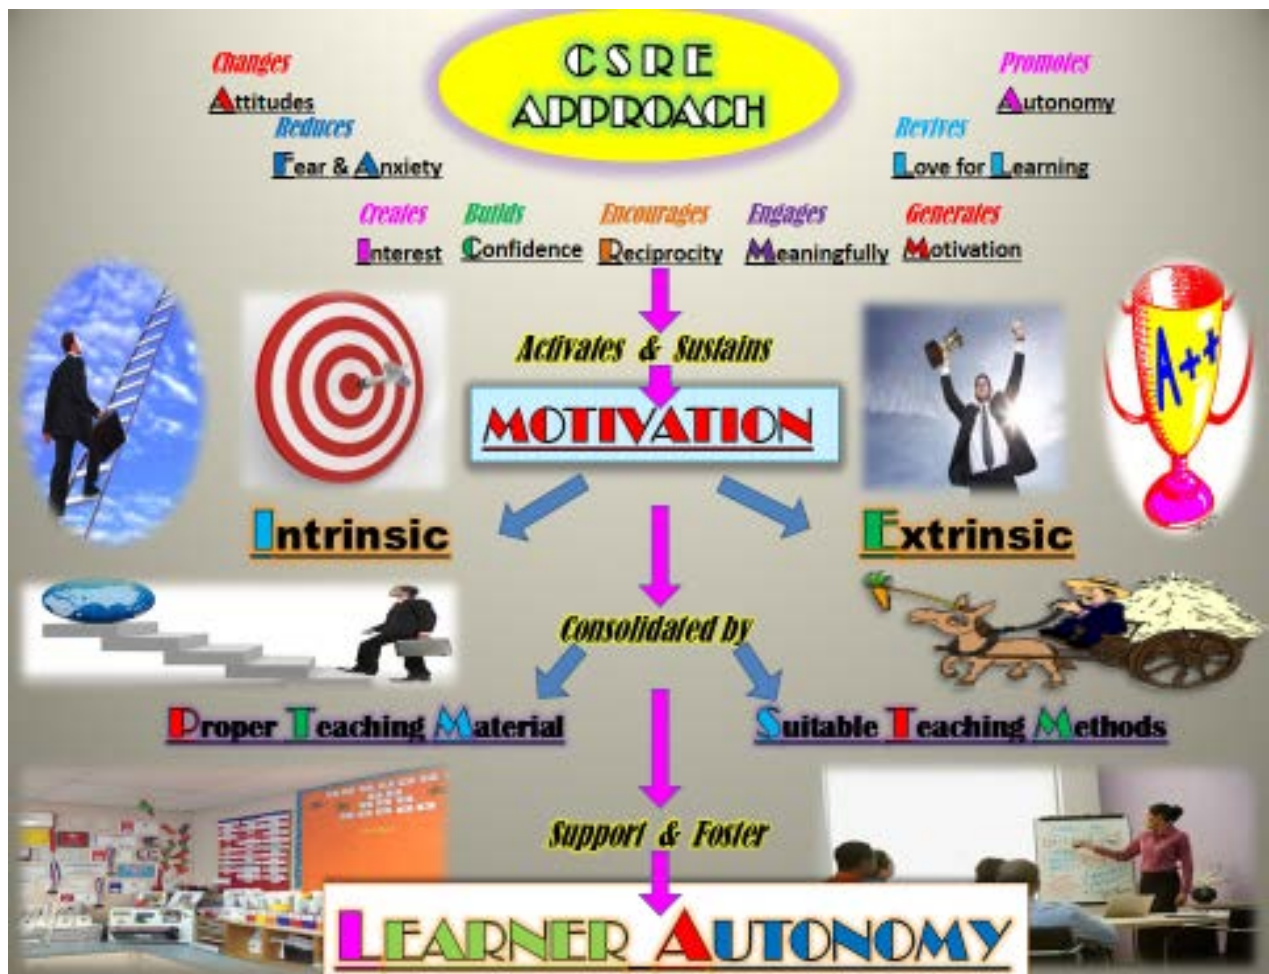 CSRE
APPROACH
Changes
Attitudes
Promotes
Autonomy
Reduces
Fear & Anxiety
Revives
Love for Learning
Creates
Interest
Builds
Confidence
Encourages
Reciprocity
Engages
Meaningfully
Generates
Motivation
Activates & Sustains
MOTIVATION
A++
Intrinsic
Extrinsic
Consolidated by
Proper Teaching Material
Suitable Teaching Methods
Support & Foster
LEARNER AUTONOMY